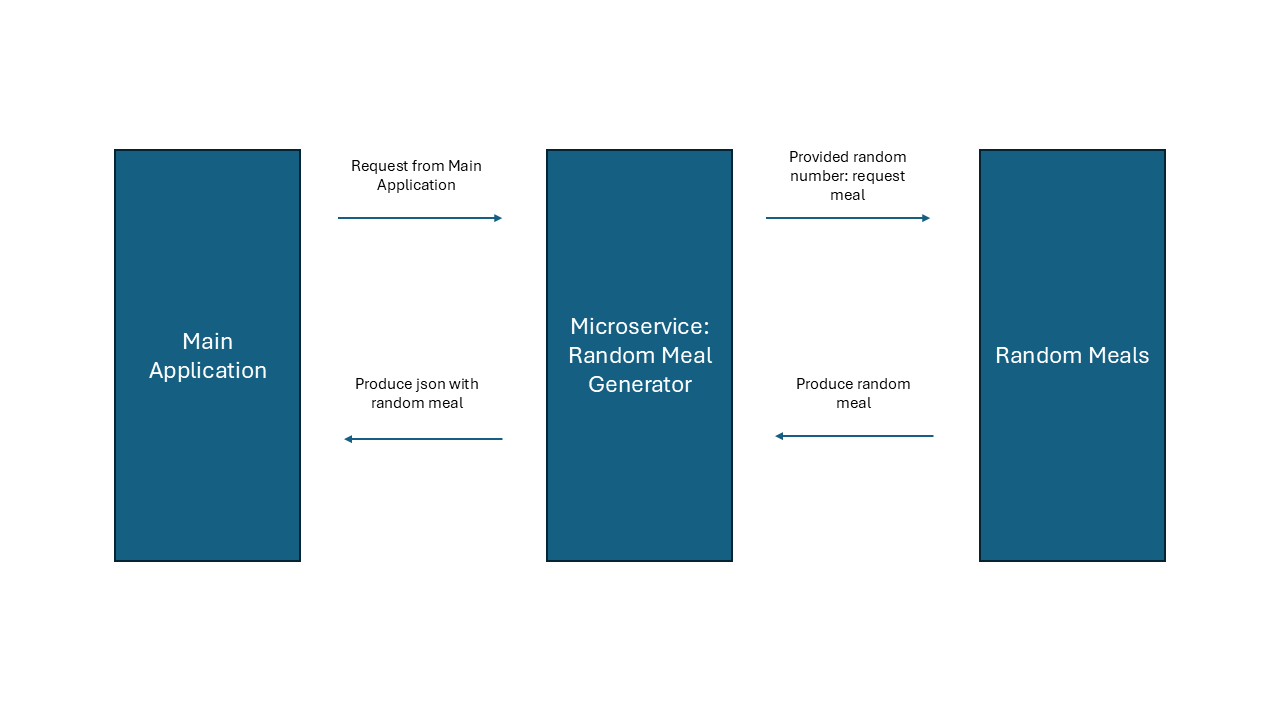 Main
Application
Request from Main
Application
Produce json with
random meal
Microservice:
Random Meal
Generator
Provided random
number: request
meal
Produce random
meal
Random Meals